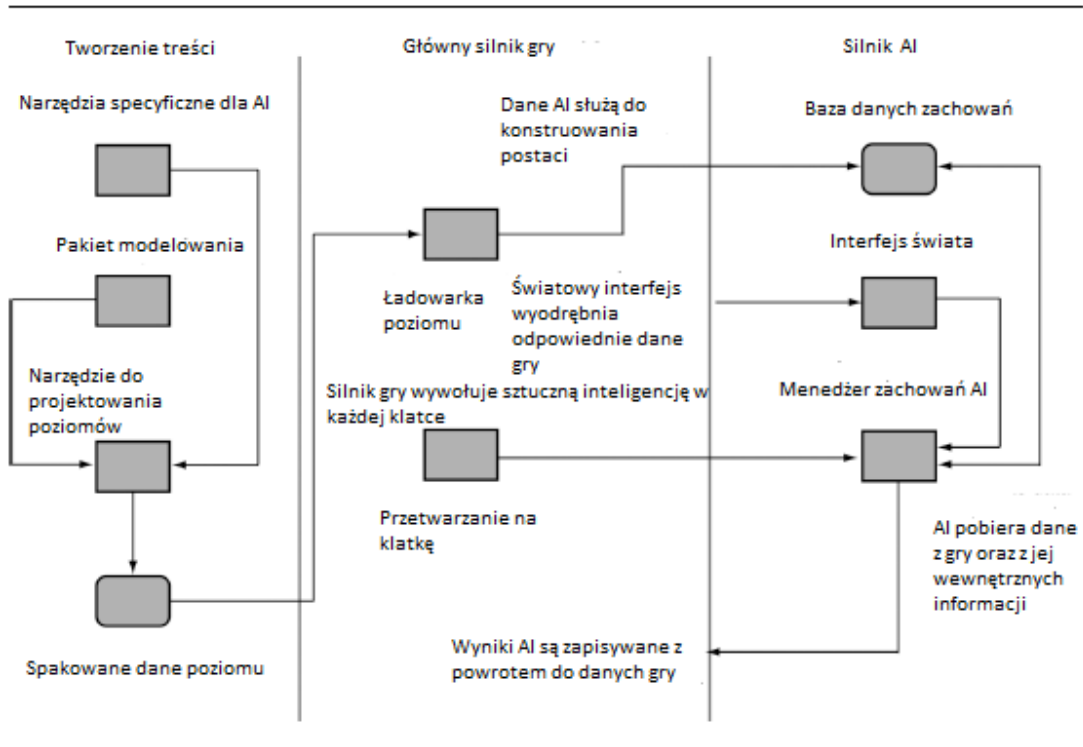 Tworzenie treści
Główny silnik gry
Silnik AI
Narzędzia specyficzne dla AI
Dane AI służą do
konstruowania
postaci
Baza danych zachowań
Pakiet modelowania
Interfejs świata
Ładowarka
poziomu
Światowy interfejs
wyodrębnia
odpowiednie dane
gry
Narzędzie do
projektowania
poziomów
Silnik gry wywołuje sztuczną inteligencję w
każdej klatce
Menedżer zachowań AI
Przetwarzanie na
klatkę
AI pobiera dane
z gry oraz z jej
wewnętrznych
informacji
Spakowane dane poziomu
Wyniki AI są zapisywane z
powrotem do danych gry